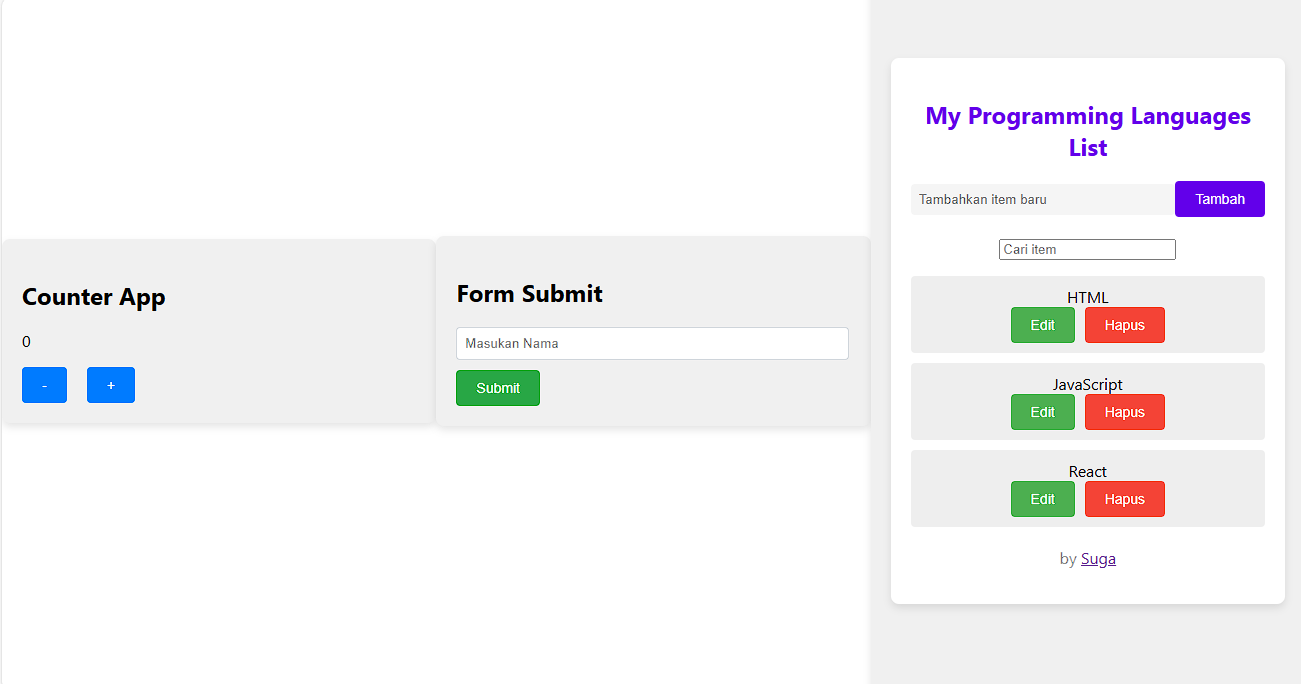 Counter App
0
-
+
Form Submit
Masukan Nama
Submit
My Programming Languages
List
Tambahkan item baru
Tambah
Cari item
HTML
Edit
Hapus
JavaScript
Edit
Hapus
React
Edit
Hapus
by Suga